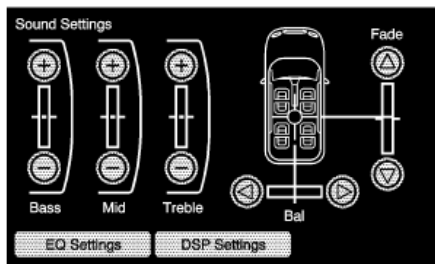 Sound Settings
Fade
Bass
Mid
Treble
Bal
EQ Settings
DSP Settings